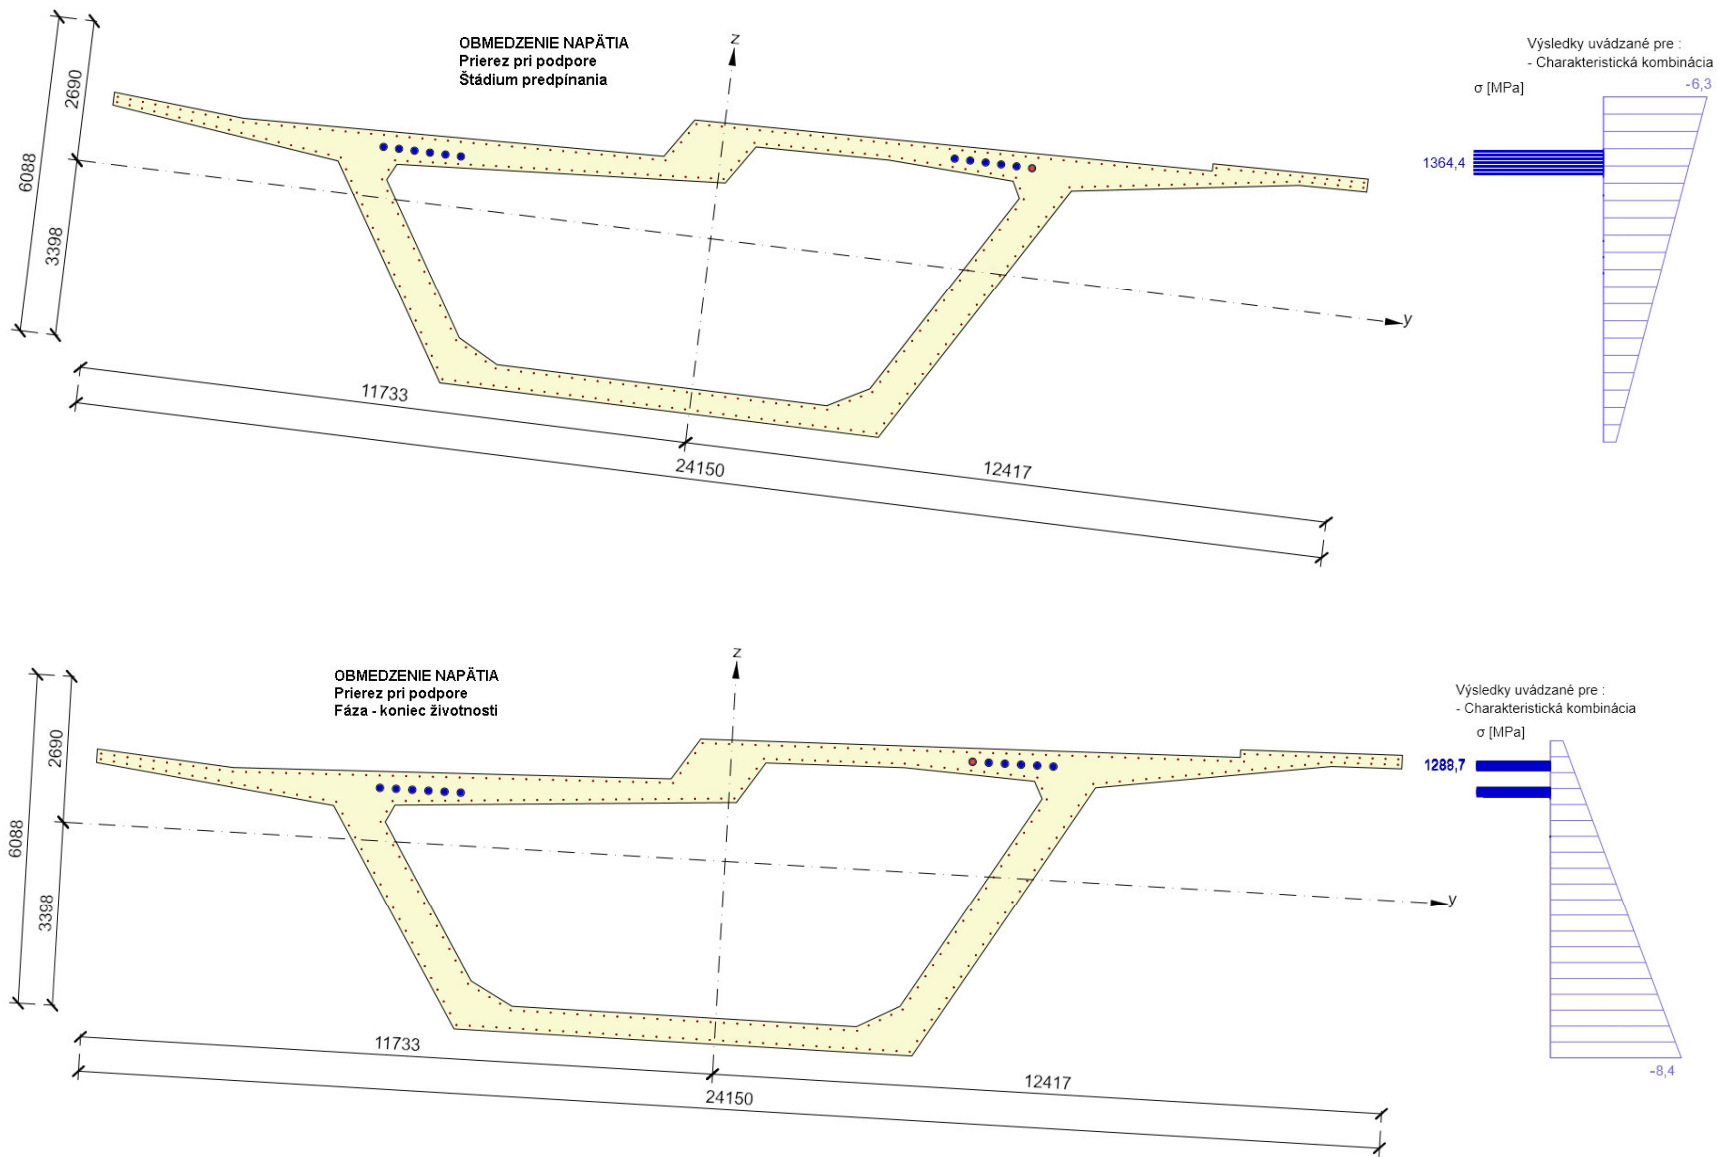 OBMEDZENIE NAPÄTIA
Prierez pri podpore
Štádium predpínania
z
Výsledky uvádzané pre :
- Charakteristická kombinácia
σ [MPa]
-6,3
1364,4
2690
6088
3398
y
11733
24150
12417
OBMEDZENIE NAPÄTIA
Prierez pri podpore
Fáza - koniec životnosti
z
Výsledky uvádzané pre :
- Charakteristická kombinácia
σ [MPa]
1288,7
2690
6088
3398
y
11733
12417
24150
-8,4